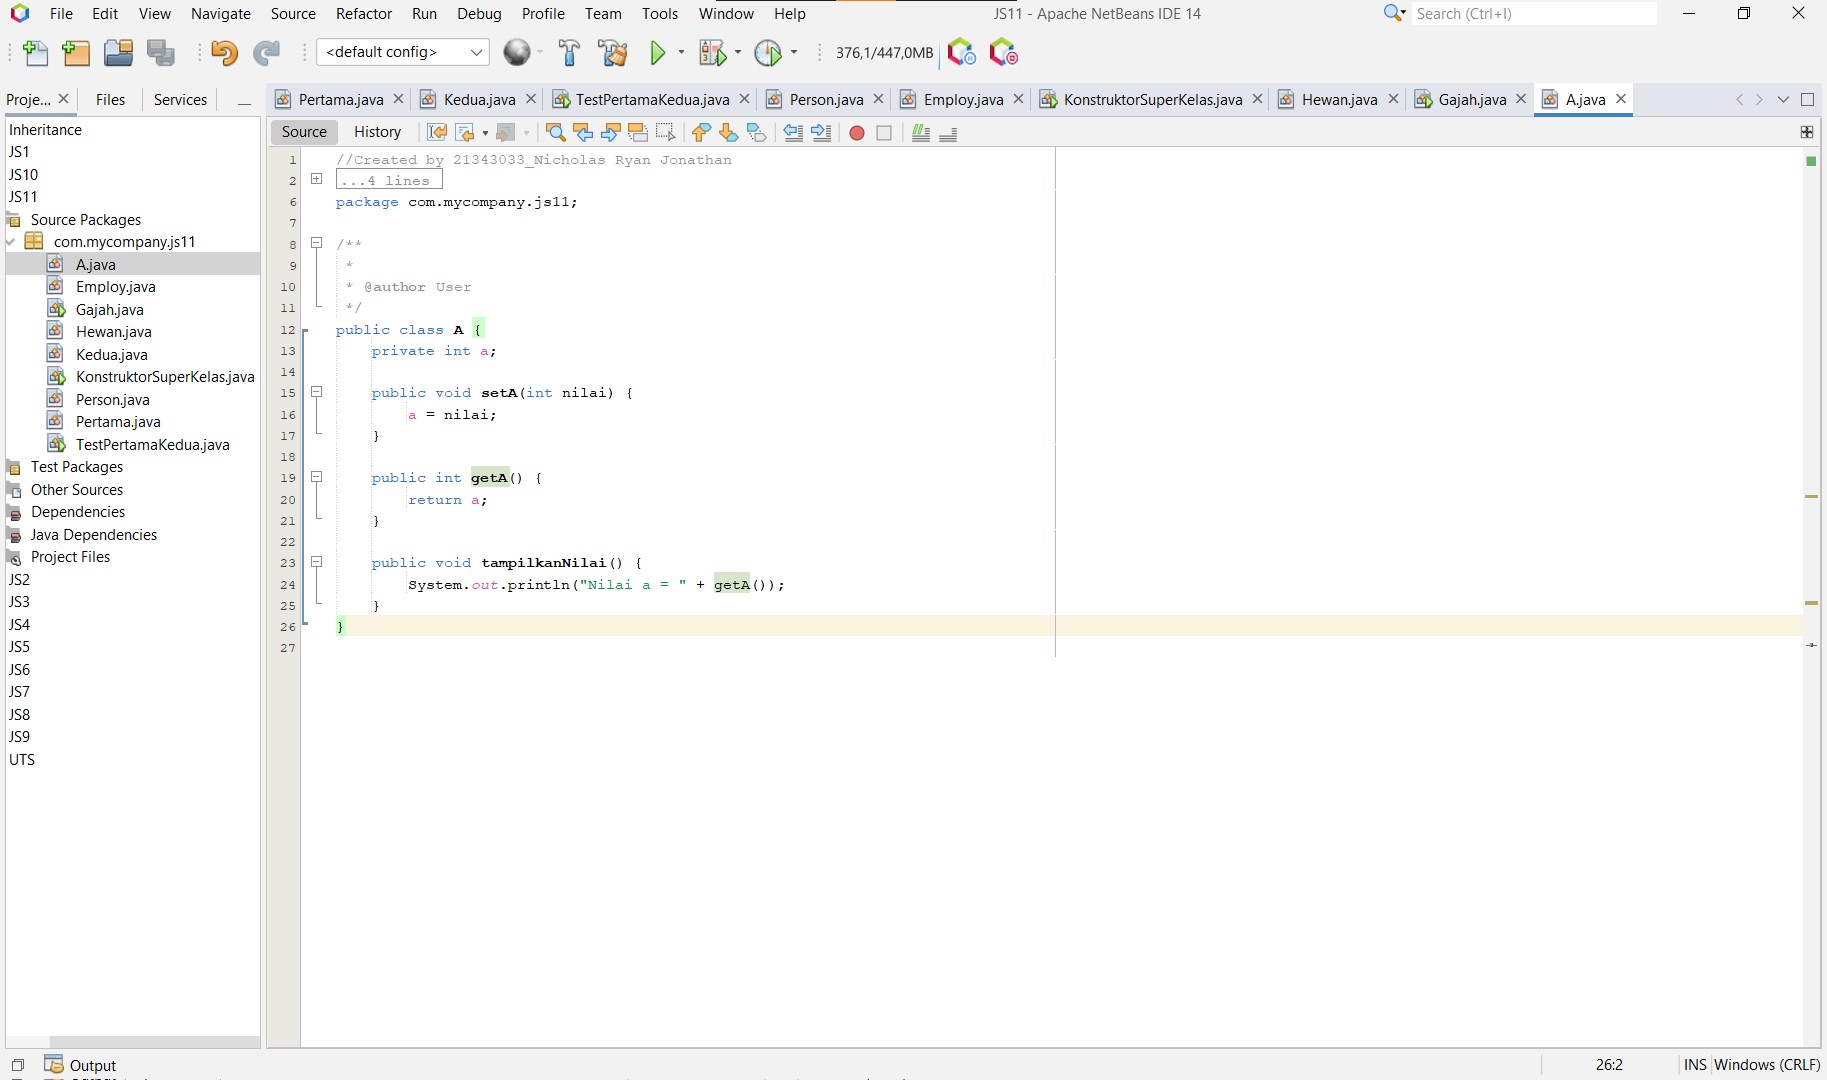 File Edit View Navigate Source Refactor Run Debug Profile Team Tools Window Help
JS11 - Apache NetBeans IDE 14
Search (Ctrl+I)
<default config>
376,1/447,0MB
Proje...
Files
Services
Pertama.java
Kedua.java
TestPertamaKedua.java
Person.java
Employ.java
KonstruktorSuperKelas.java
Hewan.java
Gajah.java
A.java
Inheritance
JS1
JS10
JS11
Source Packages
com.mycompany.js11
A.java
Employ.java
Gajah.java
Hewan.java
Kedua.java
KonstruktorSuperKelas.java
Person.java
Pertama.java
TestPertamaKedua.java
Test Packages
Other Sources
Dependencies
Java Dependencies
Project Files
JS2
JS3
JS4
JS5
JS6
JS7
JS8
JS9
UTS
Source
History
1 //Created by 21343033_Nicholas Ryan Jonathan
2 ...4 lines
6 package com.mycompany.js11;
7
8 /**
9 *
10 * @author User
11 */
12 public class A {
13 private int a;
14
15 public void setA(int nilai) {
16 a = nilai;
17 }
18
19 public int getA() {
20 return a;
21 }
22
23 public void tampilkanNilai() {
24 System.out.println("Nilai a = " + getA());
25 }
26 }
27
Output
26:2
INS
Windows (CRLF)